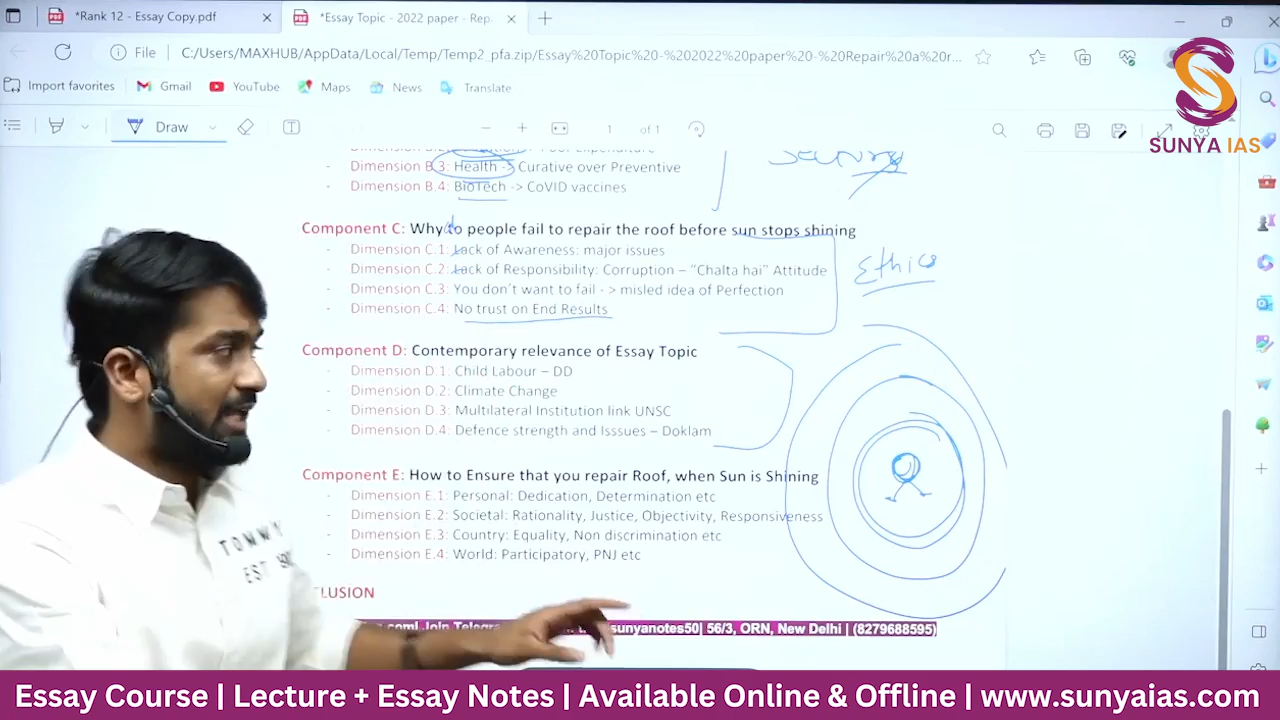 *Rank 12 - Essay Copy.pdf
*Essay Topic - 2022 paper - Rep
File
C:/Users/MAXHUB/AppData/Local/Temp/Temp2_pfa.zip/Essay%20Topic%20-%202022%20paper%20-%20Repair%20a%20r...
Import favorites
Gmail
YouTube
Maps
News
Translate
Draw
1
of 1
S
SUNYA IAS
- Dimension B.3: Health -> Curative over Preventive
- Dimension B.4: BioTech -> CoVID vaccines
Component C: Why do people fail to repair the roof before sun stops shining
- Dimension C.1: Lack of Awareness: major issues
- Dimension C.2: Lack of Responsibility: Corruption – "Chalta hai" Attitude
- Dimension C.3: You don't want to fail - > misled idea of Perfection
- Dimension C.4: No trust on End Results
Ethics
Component D: Contemporary relevance of Essay Topic
- Dimension D.1: Child Labour – DD
- Dimension D.2: Climate Change
- Dimension D.3: Multilateral Institution link UNSC
- Dimension D.4: Defence strength and Isssues – Doklam
Component E: How to Ensure that you repair Roof, when Sun is Shining
- Dimension E.1: Personal: Dedication, Determination etc
- Dimension E.2: Societal: Rationality, Justice, Objectivity, Responsiveness
- Dimension E.3: Country: Equality, Non discrimination etc
- Dimension E.4: World: Participatory, PNJ etc
LUSION
sunyanotes50| 56/3, ORN, New Delhi | (8279688595)
TOMMY
EST
Essay Course | Lecture + Essay Notes | Available Online & Offline | www.sunyaias.com